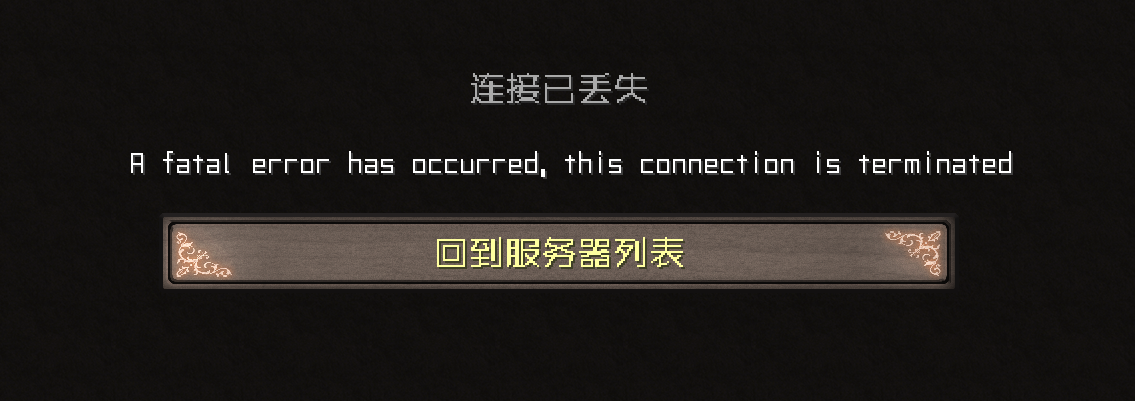 连接已丢失
A fatal error has occurred, this connection is terminated
回到服务器列表